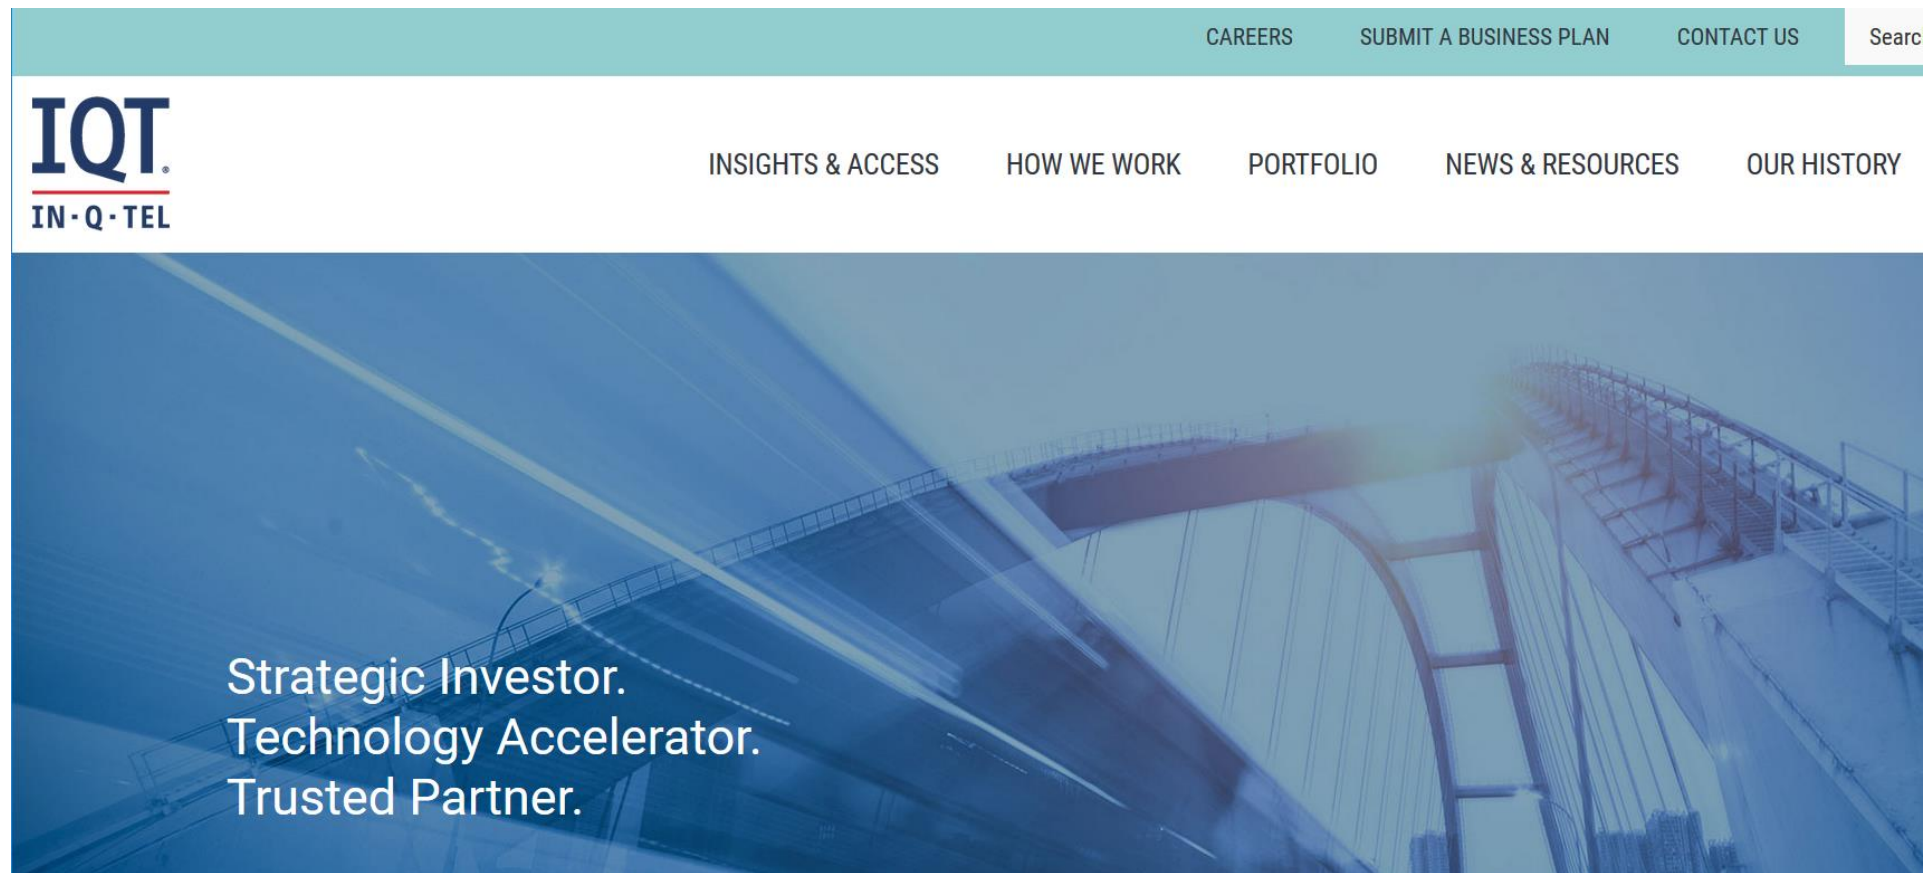 CAREERS SUBMIT A BUSINESS PLAN CONTACT US Searc
IQT®
IN·Q·TEL
INSIGHTS & ACCESS HOW WE WORK PORTFOLIO NEWS & RESOURCES OUR HISTORY
Strategic Investor.
Technology Accelerator.
Trusted Partner.